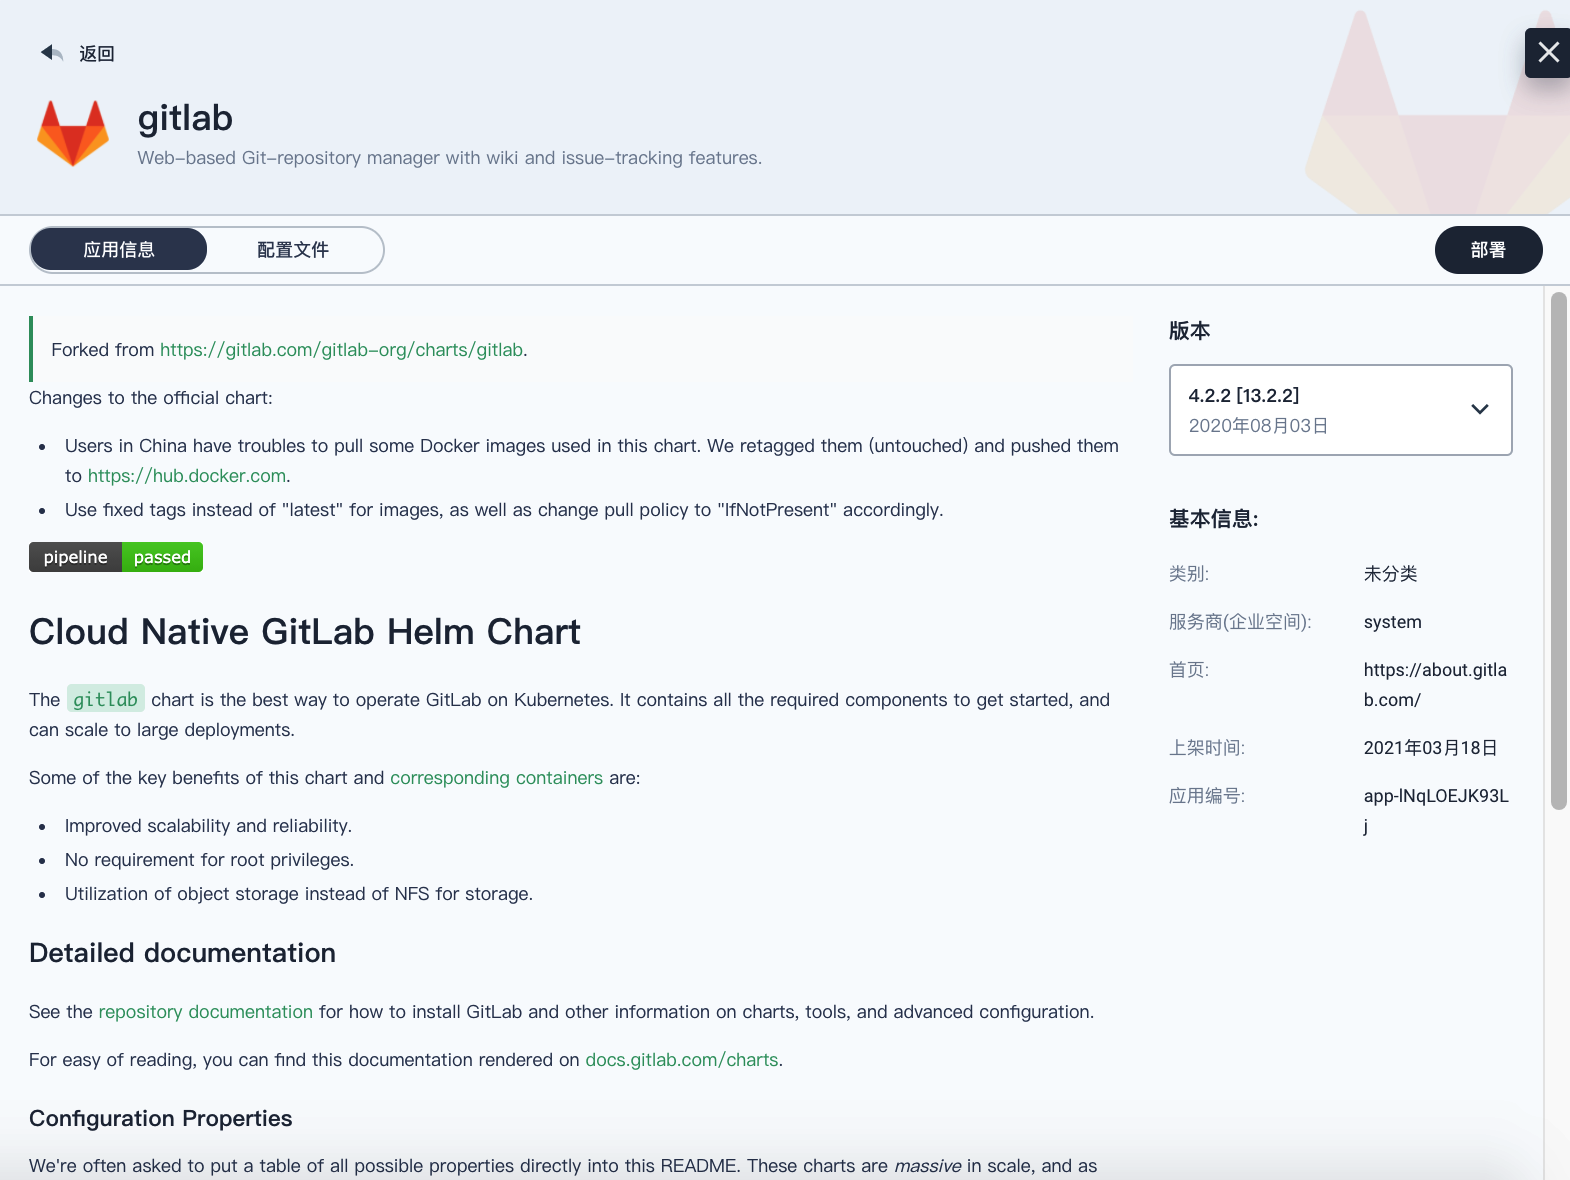 返回
gitlab
Web-based Git-repository manager with wiki and issue-tracking features.
应用信息
配置文件
部署
Forked from https://gitlab.com/gitlab-org/charts/gitlab.
Changes to the official chart:
• Users in China have troubles to pull some Docker images used in this chart. We retagged them (untouched) and pushed them
to https://hub.docker.com.
• Use fixed tags instead of "latest" for images, as well as change pull policy to "IfNotPresent" accordingly.
pipeline passed
Cloud Native GitLab Helm Chart
The gitlab chart is the best way to operate GitLab on Kubernetes. It contains all the required components to get started, and
can scale to large deployments.
Some of the key benefits of this chart and corresponding containers are:
• Improved scalability and reliability.
• No requirement for root privileges.
• Utilization of object storage instead of NFS for storage.
Detailed documentation
See the repository documentation for how to install GitLab and other information on charts, tools, and advanced configuration.
For easy of reading, you can find this documentation rendered on docs.gitlab.com/charts.
Configuration Properties
We're often asked to put a table of all possible properties directly into this README. These charts are massive in scale, and as
版本
4.2.2 [13.2.2]
2020年08月03日
基本信息:
类别: 未分类
服务商(企业空间): system
首页: https://about.gitla
b.com/
上架时间: 2021年03月18日
应用编号: app-lNqLOEJK93L
j